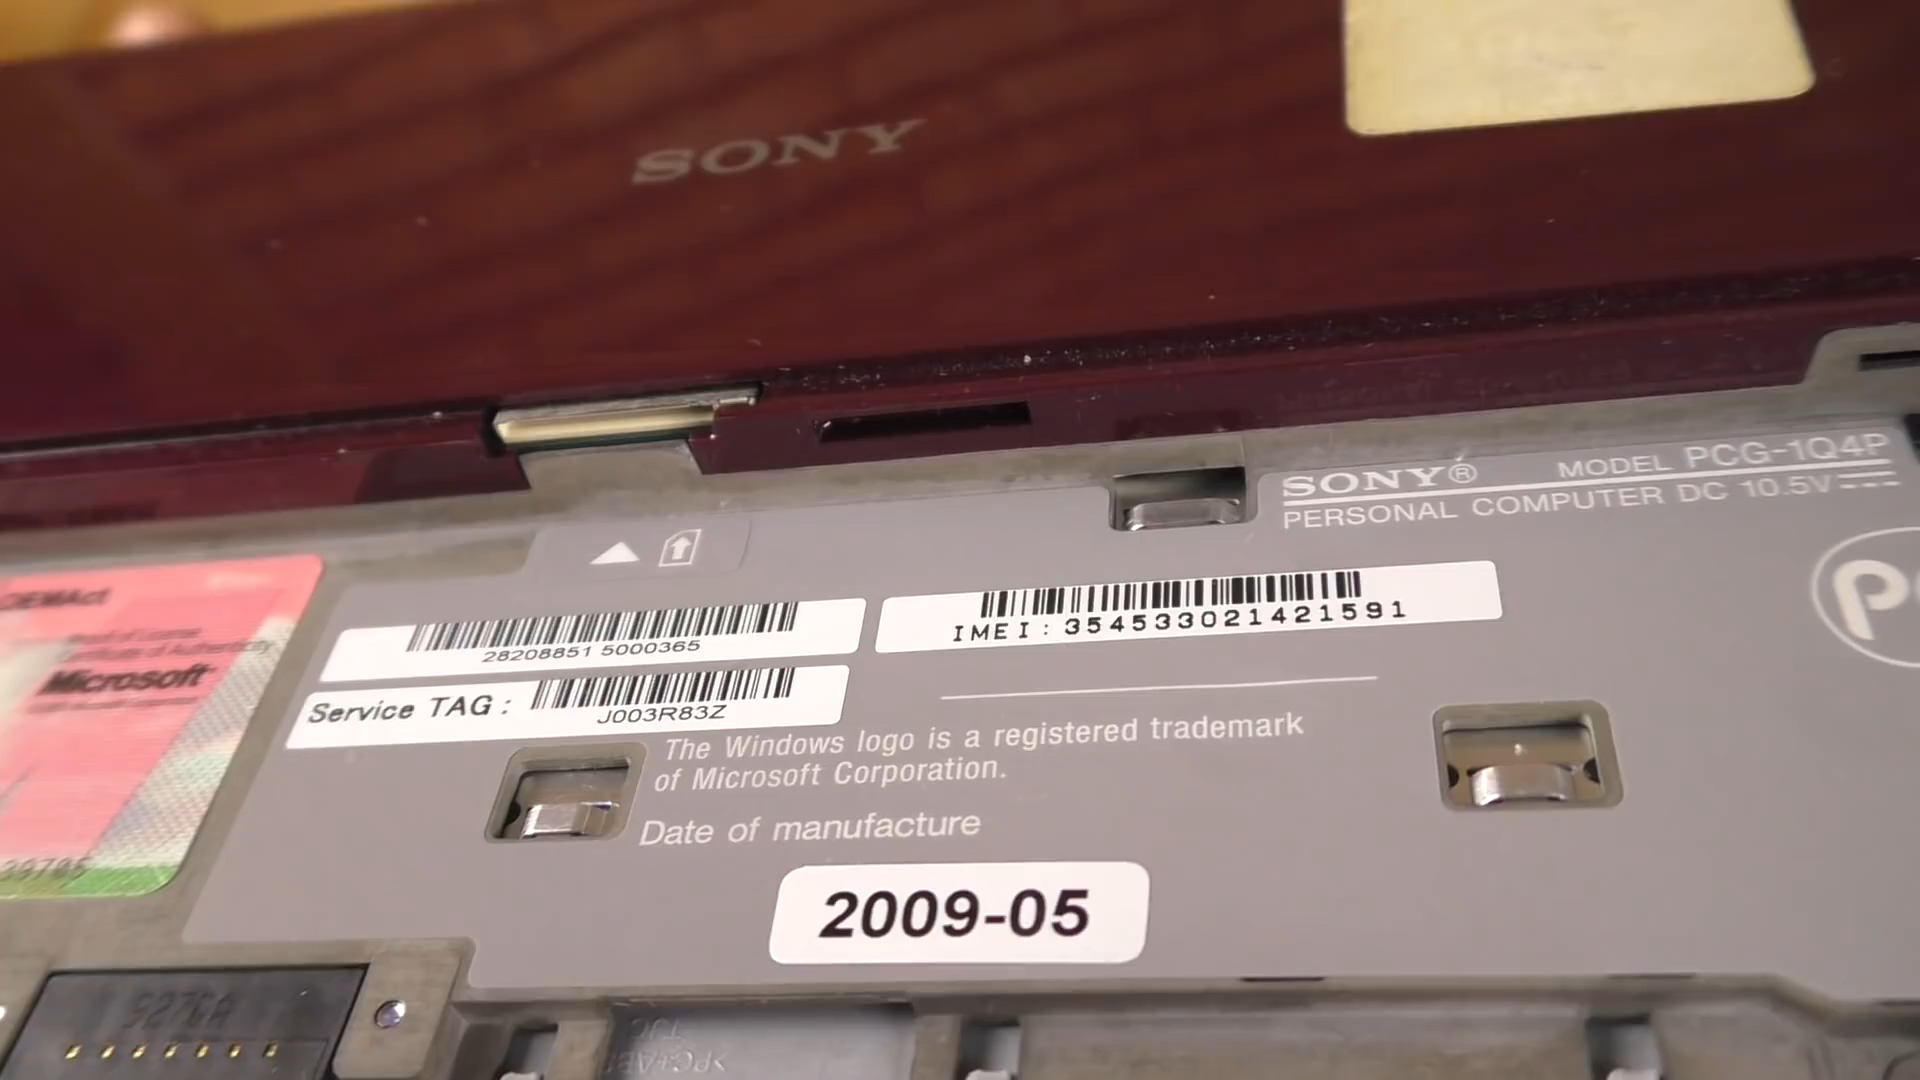 SONY
SONY® MODEL PCG-1Q4P
PERSONAL COMPUTER DC 10.5V
IMEI: 354533021421591
28208851 5000365
Service TAG :
J003R83Z
Microsoft
The Windows logo is a registered trademark
of Microsoft Corporation.
Date of manufacture
2009-05